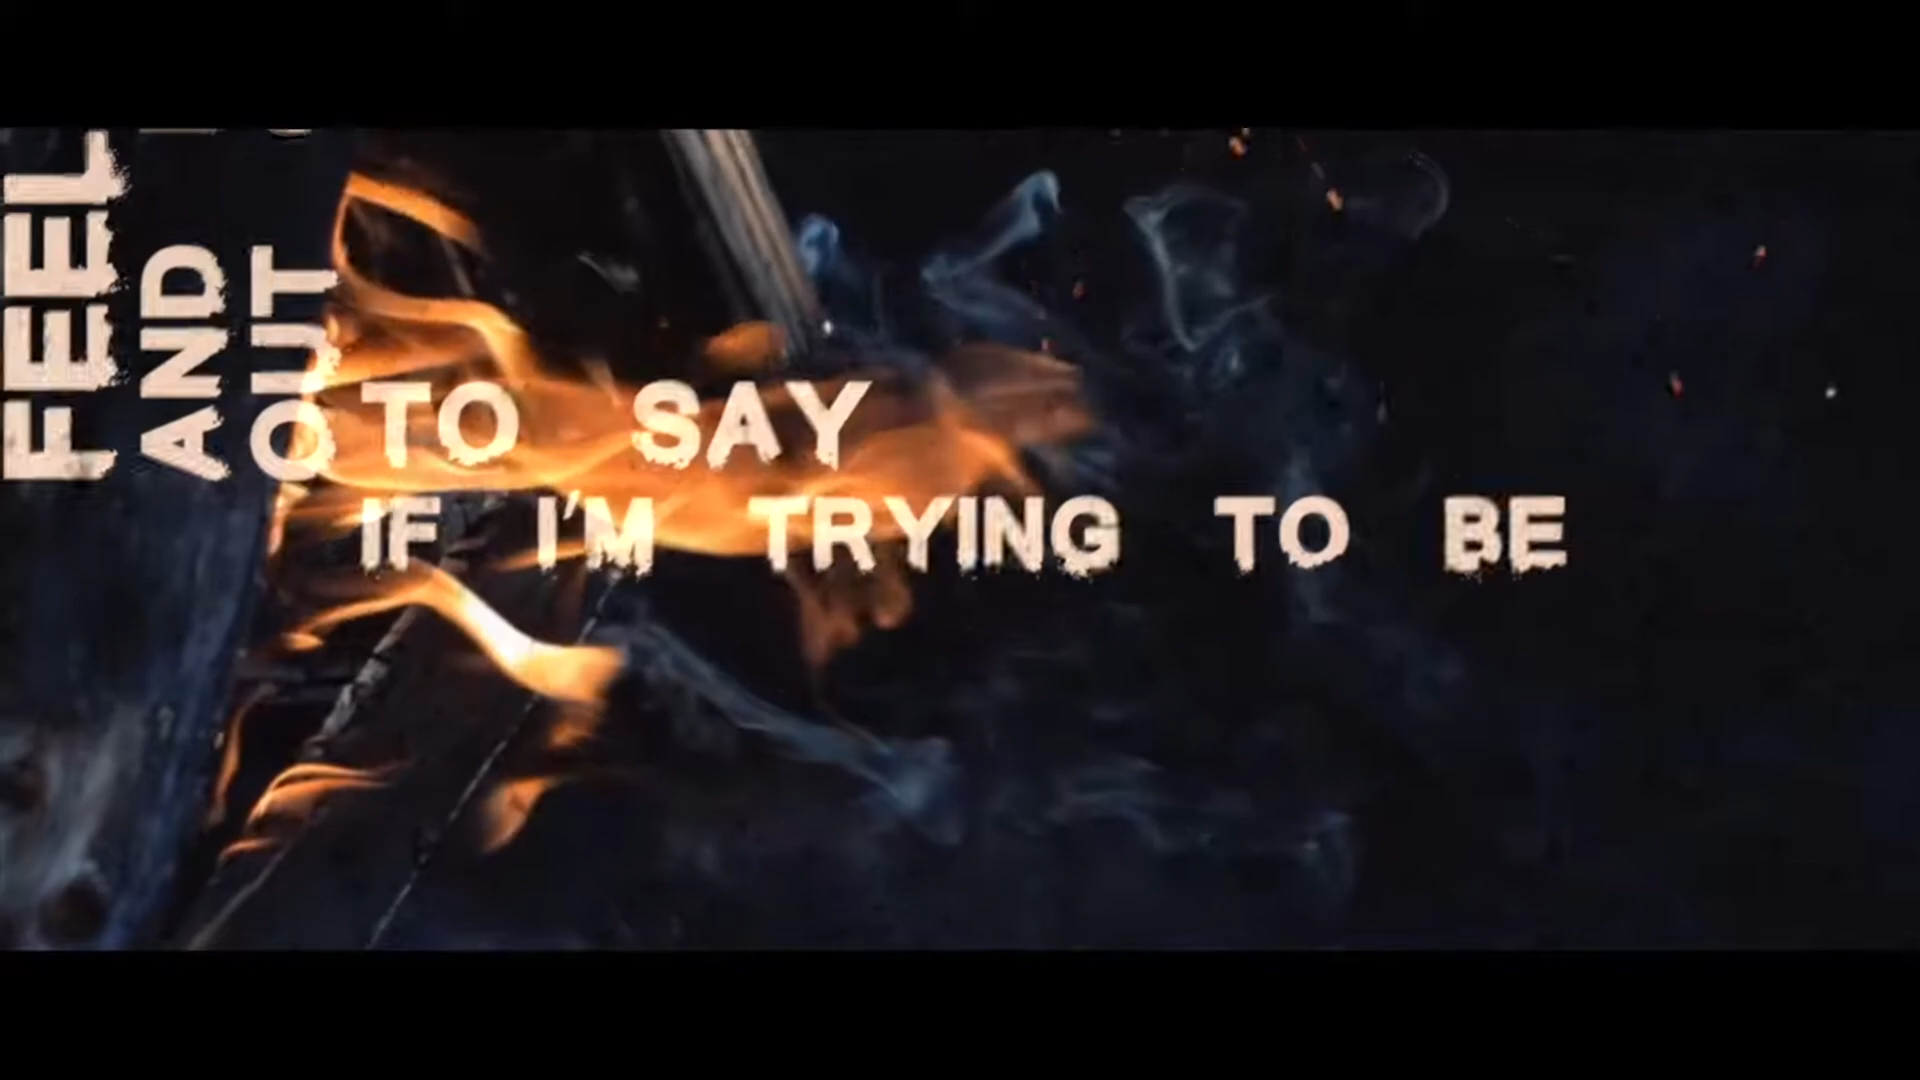 FEEL
AND
OUT
TO SAY
IF I'M TRYING TO BE